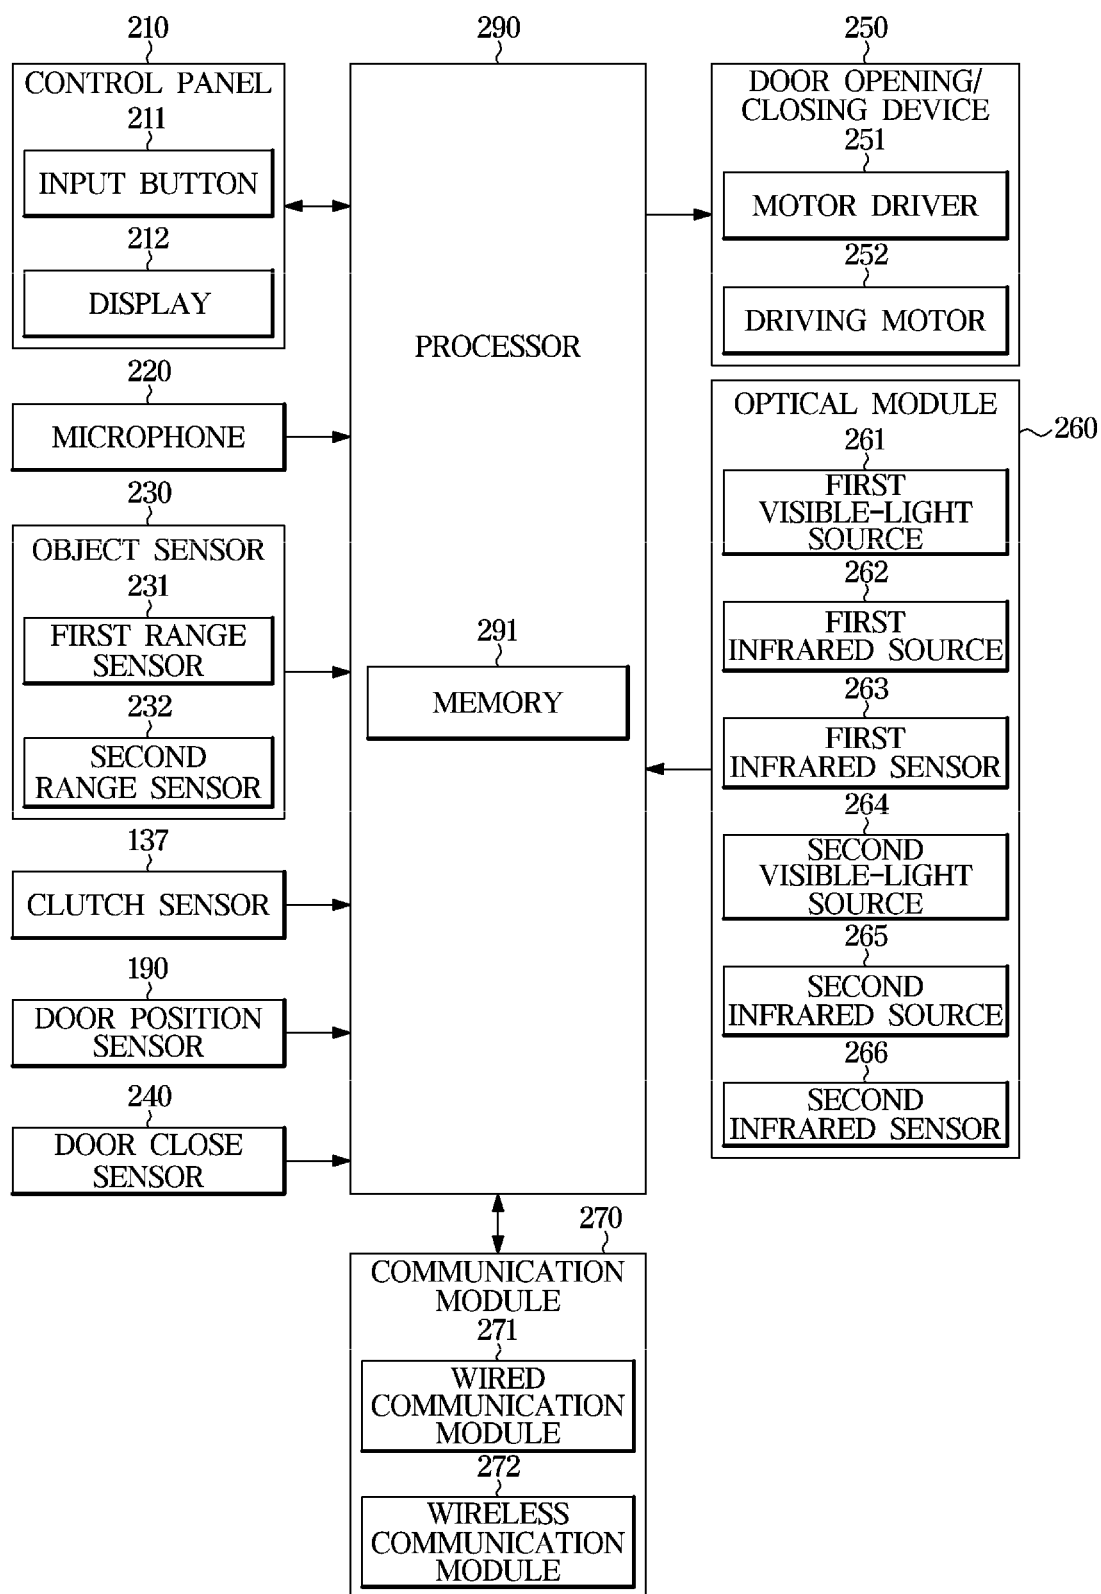 210
CONTROL PANEL
211
INPUT BUTTON
212
DISPLAY
220
MICROPHONE
230
OBJECT SENSOR
231
FIRST RANGE
SENSOR
232
SECOND
RANGE SENSOR
137
CLUTCH SENSOR
190
DOOR POSITION
SENSOR
240
DOOR CLOSE
SENSOR
290
PROCESSOR
291
MEMORY
270
COMMUNICATION
MODULE
271
WIRED
COMMUNICATION
MODULE
272
WIRELESS
COMMUNICATION
MODULE
250
DOOR OPENING/
CLOSING DEVICE
251
MOTOR DRIVER
252
DRIVING MOTOR
OPTICAL MODULE
260
261
FIRST
VISIBLE-LIGHT
SOURCE
262
FIRST
INFRARED SOURCE
263
FIRST
INFRARED SENSOR
264
SECOND
VISIBLE-LIGHT
SOURCE
265
SECOND
INFRARED SOURCE
266
SECOND
INFRARED SENSOR